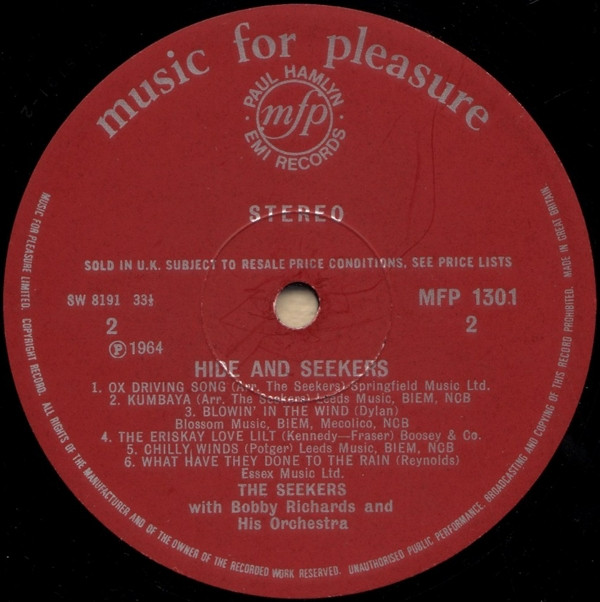 music for pleasure
PAUL HAMLYN
mfp
EMI RECORDS
STEREO
SOLD IN U.K. SUBJECT TO RESALE PRICE CONDITIONS, SEE PRICE LISTS
SW 8191 33⅓
MFP 1301
2
2
Ⓟ 1964
HIDE AND SEEKERS
1. OX DRIVING SONG (Arr. The Seekers) Springfield Music Ltd.
2. KUMBAYA (Arr. The Seekers) Leeds Music, BIEM, NCB
3. BLOWIN' IN THE WIND (Dylan)
Blossom Music, BIEM, Mecolico, NCB
4. THE ERISKAY LOVE LILT (Kennedy—Fraser) Boosey & Co.
5. CHILLY WINDS (Potger) Leeds Music, BIEM, NCB
6. WHAT HAVE THEY DONE TO THE RAIN (Reynolds)
Essex Music Ltd.
THE SEEKERS
with Bobby Richards and
His Orchestra
MUSIC FOR PLEASURE LIMITED. COPYRIGHT RECORD. ALL RIGHTS OF THE MANUFACTURER AND OF THE OWNER OF THE RECORDED WORK RESERVED. UNAUTHORISED PUBLIC PERFORMANCE, BROADCASTING AND COPYING OF THIS RECORD PROHIBITED. MADE IN GREAT BRITAIN